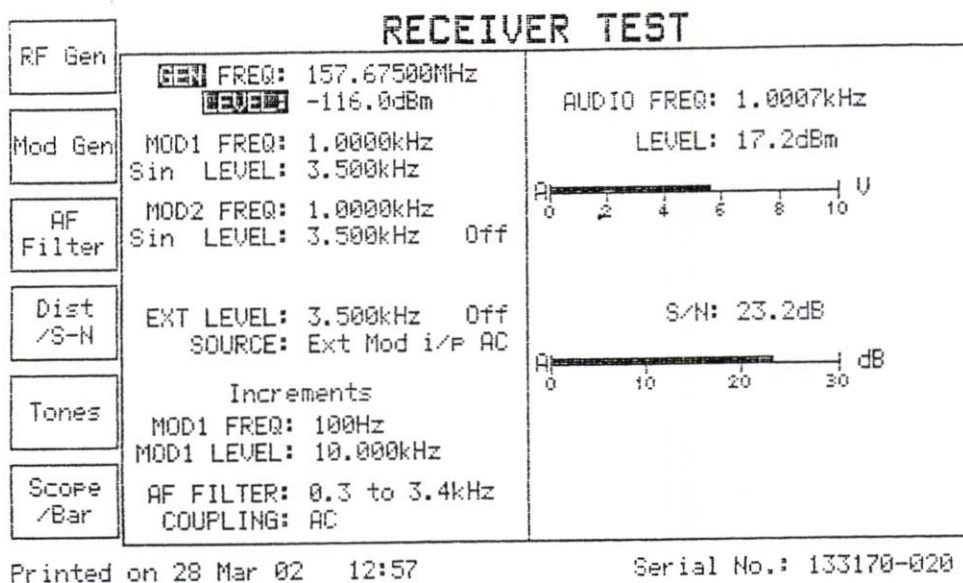 RECEIVER TEST
RF Gen
Mod Gen
AF
Filter
Dist
/S-N
Tones
Scope
/Bar
GEN FREQ: 157.67500MHz
LEVEL: -116.0dBm
MOD1 FREQ: 1.0000kHz
Sin LEVEL: 3.500kHz
MOD2 FREQ: 1.0000kHz
Sin LEVEL: 3.500kHz Off
EXT LEVEL: 3.500kHz Off
SOURCE: Ext Mod i/p AC
Increments
MOD1 FREQ: 100Hz
MOD1 LEVEL: 10.000kHz
AF FILTER: 0.3 to 3.4kHz
COUPLING: AC
AUDIO FREQ: 1.0007kHz
LEVEL: 17.2dBm
A V
0 2 4 6 8 10
S/N: 23.2dB
A dB
0 10 20 30
Printed on 28 Mar 02 12:57
Serial No.: 133170-020